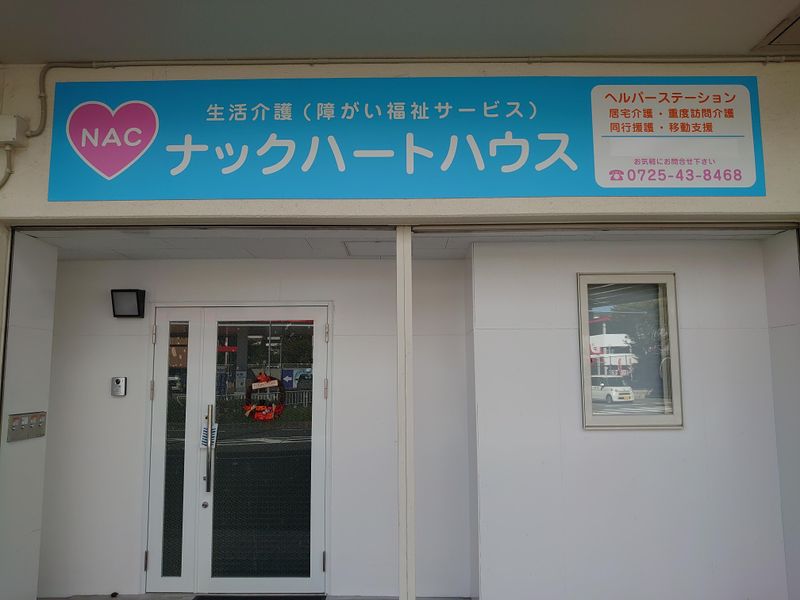 NAC
生活介護（障がい福祉サービス）
ナックハートハウス
ヘルパーステーション
居宅介護・重度訪問介護
同行援護・移動支援
お気軽にお問合せ下さい
☎0725-43-8468